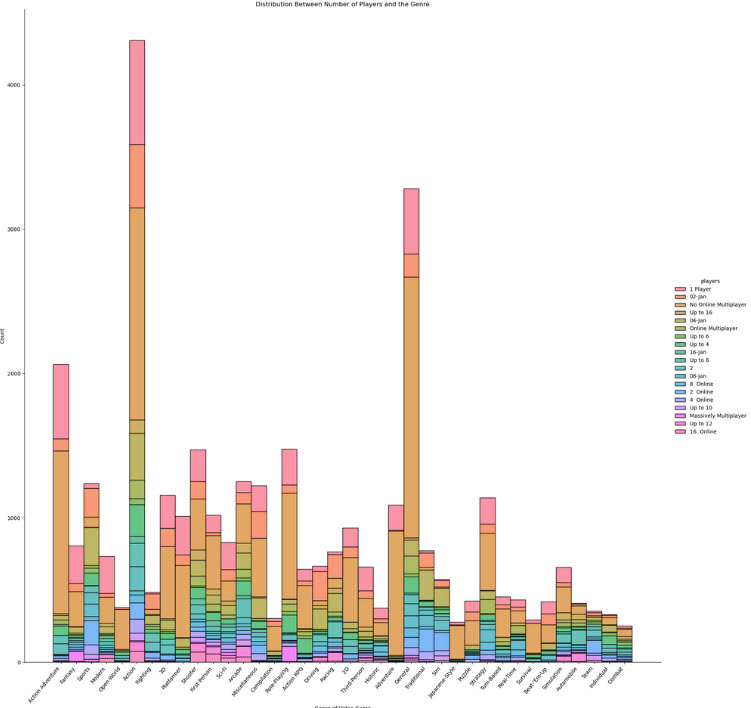 Distribution Between Number of Players and the Genre
4000
3000
2000
1000
0
Count
Action Adventure
Fantasy
Sports
Modern
Open-World
Action
Fighting
3D
Platformer
Shooter
First-Person
Sci-Fi
Arcade
Miscellaneous
Compilation
Role-Playing
Action RPG
Driving
Racing
2D
Third-Person
Historic
Adventure
General
Traditional
Sim
Japanese-Style
Puzzle
Strategy
Turn-Based
Real-Time
Survival
Beat-'Em-Up
Simulation
Automobile
Team
Individual
Combat
Genre of Video Game
players
1 Player
02-Jan
No Online Multiplayer
Up to 16
04-Jan
Online Multiplayer
Up to 6
Up to 4
16-Jan
Up to 8
2
08-Jan
8 Online
2 Online
4 Online
Up to 10
Massively Multiplayer
Up to 12
16 Online